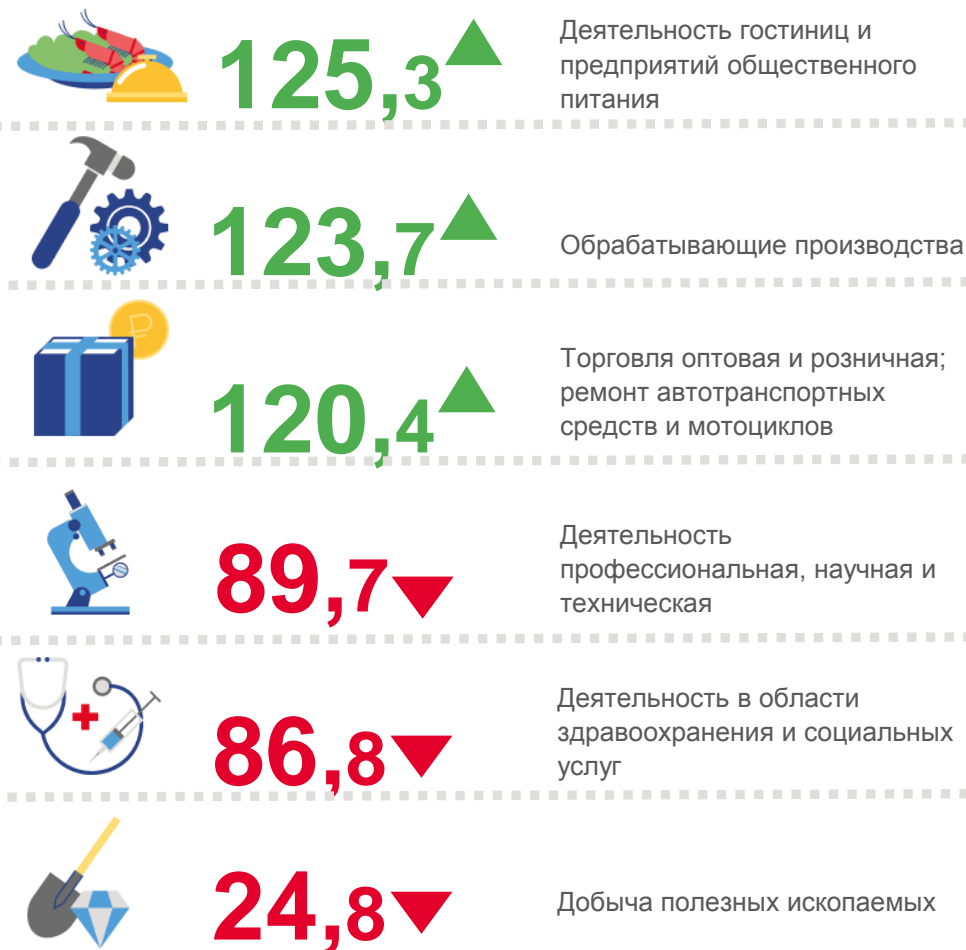 125,3
Деятельность гостиниц и
предприятий общественного
питания
123,7
Обрабатывающие производства
120,4
Торговля оптовая и розничная;
ремонт автотранспортных
средств и мотоциклов
89,7
Деятельность
профессиональная, научная и
техническая
86,8
Деятельность в области
здравоохранения и социальных
услуг
24,8
Добыча полезных ископаемых